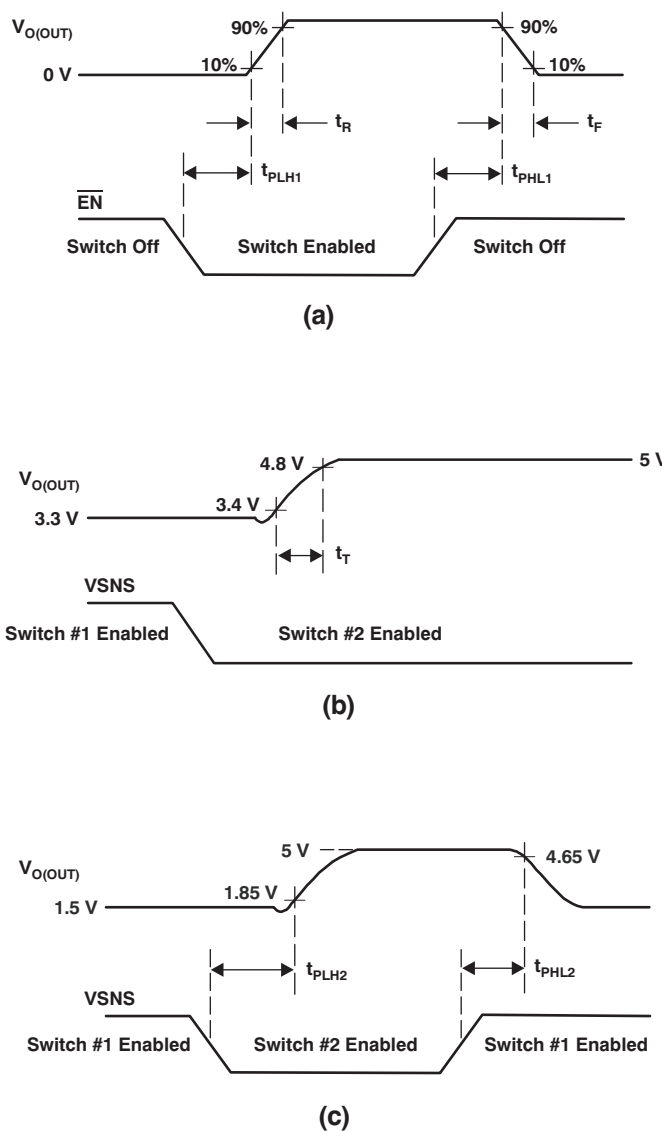 V_O(OUT)
90%
90%
10%
10%
0 V
t_R
t_F
t_PLH1
t_PHL1
E̅N̅
Switch Off
Switch Enabled
Switch Off
(a)
4.8 V
5 V
V_O(OUT)
3.4 V
3.3 V
t_T
VSNS
Switch #1 Enabled
Switch #2 Enabled
(b)
5 V
4.65 V
V_O(OUT)
1.85 V
1.5 V
t_PLH2
t_PHL2
VSNS
Switch #1 Enabled
Switch #2 Enabled
Switch #1 Enabled
(c)